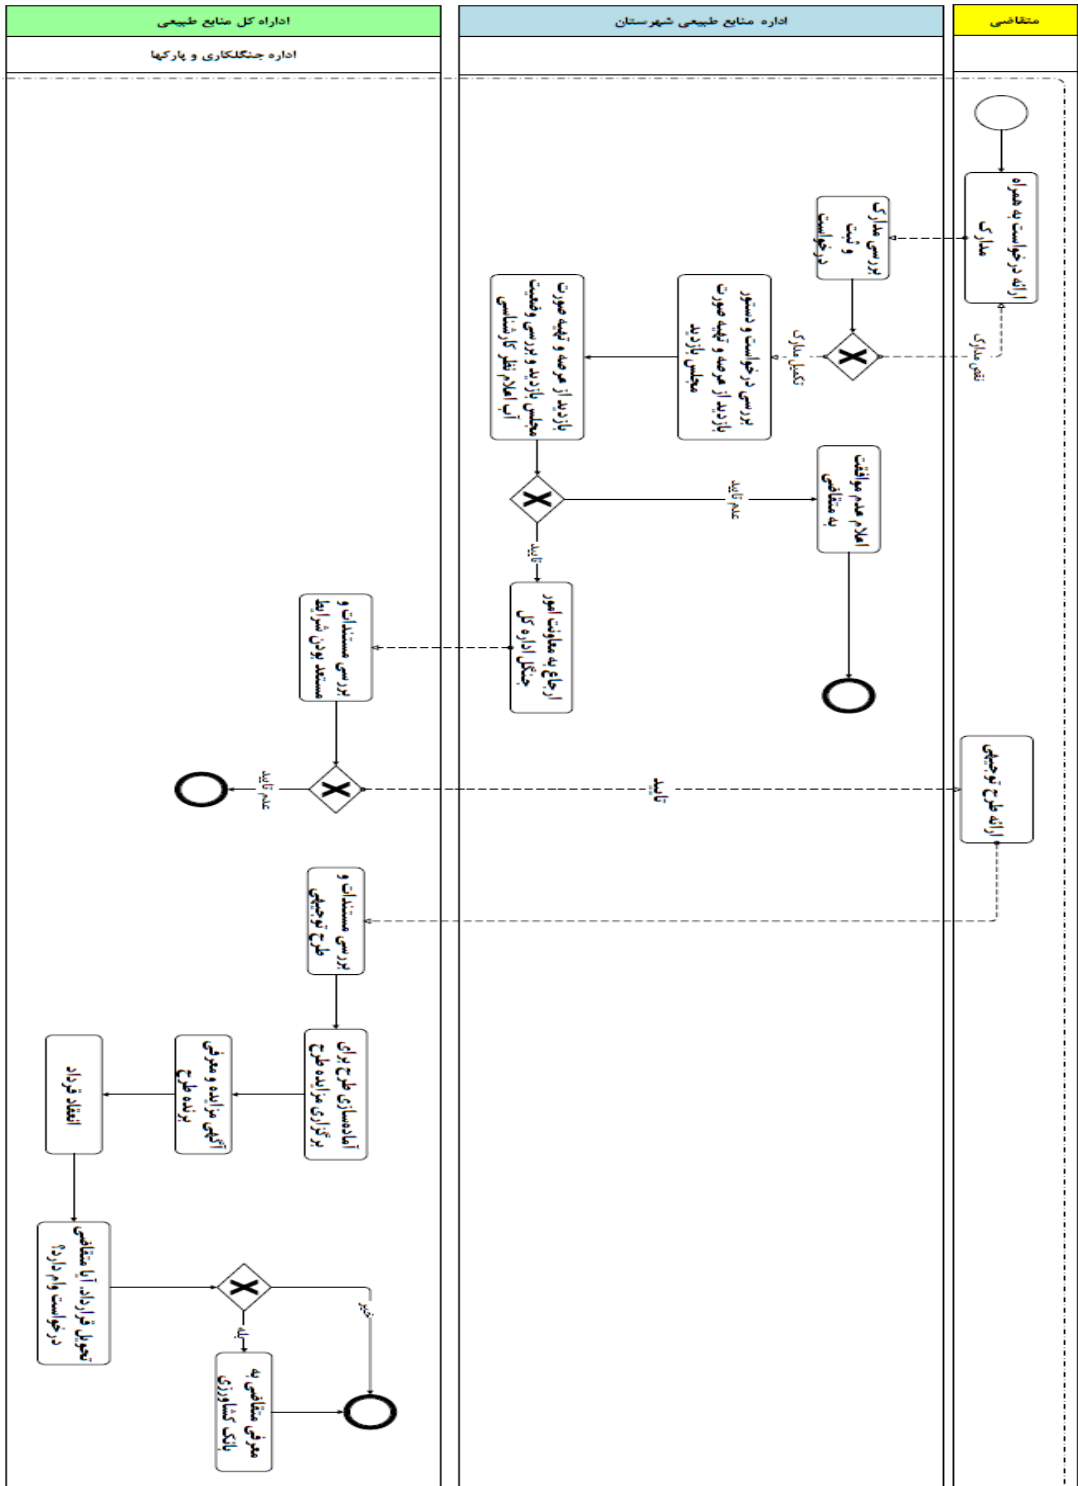 متقاضی
اداره منابع طبیعی شهرستان
اداراه کل منابع طبیعی
اداره جنگلکاری و پارکها
ارائه درخواست به همراه
مدارک
بررسی مدارک
و ثبت
درخواست
نقص مدارک
تکمیل مدارک
بررسی درخواست و دستور
بازدید از عرصه و تهیه صورت
مجلس بازدید
بازدید از عرصه و تهیه صورت
مجلس بازدید و بررسی وضعیت
آب اعلام نظر کارشناسی
عدم تایید
اعلام عدم موافقت
به متقاضی
تایید
ارجاع به معاونت امور
جنگل اداره کل
بررسی مستندات و
مستعد بودن شرایط
عدم تایید
تایید
ارائه طرح توجیهی
بررسی مستندات و
طرح توجیهی
آماده‌سازی طرح برای
برگزاری مزایده طرح
آگهی مزایده و معرفی
برنده طرح
انعقاد قرداد
تحویل قرارداد. آیا متقاضی
درخواست وام دارد؟
خیر
بله
معرفی متقاضی به
بانک کشاورزی